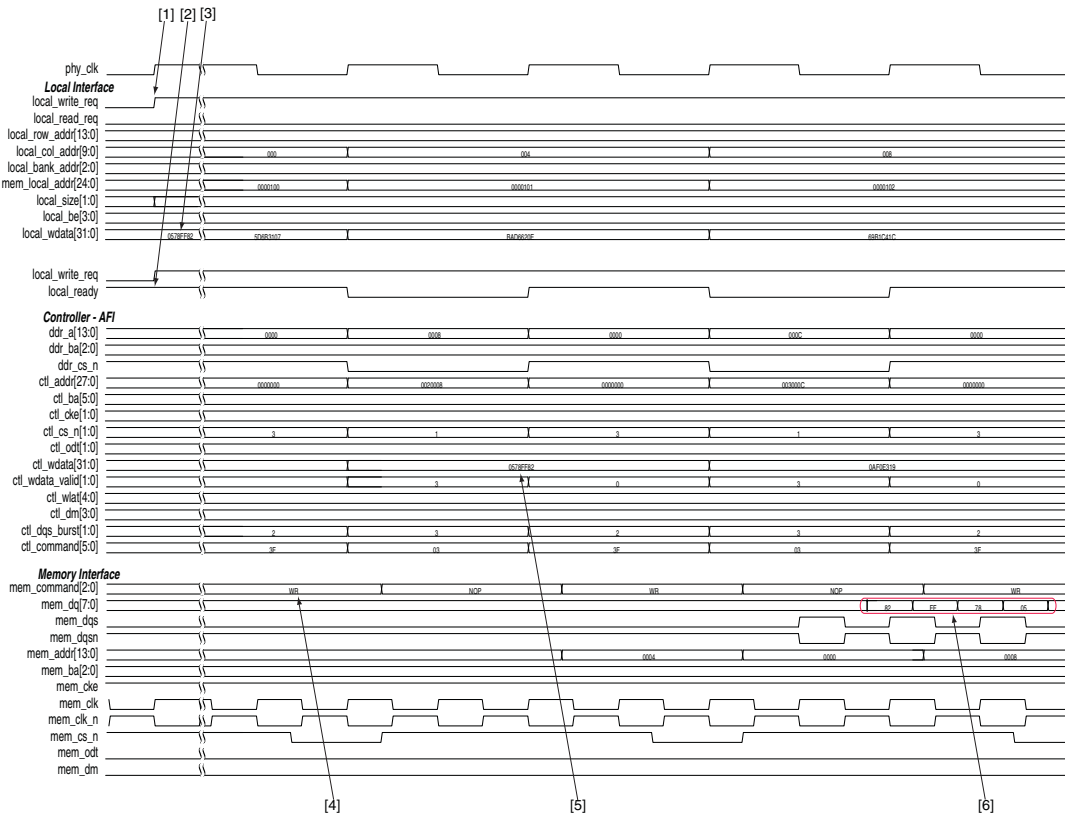 [1] [2] [3]
phy_clk
Local Interface
local_write_req
local_read_req
local_row_addr[13:0]
local_col_addr[9:0] 000 004 008
local_bank_addr[2:0]
mem_local_addr[24:0] 0000100 0000101 0000102
local_size[1:0]
local_be[3:0]
local_wdata[31:0] 0578FF82 5D6B3107 BAD6620E 69B1C41C
local_write_req
local_ready
Controller - AFI
ddr_a[13:0] 0000 0008 0000 000C 0000
ddr_ba[2:0]
ddr_cs_n
ctl_addr[27:0] 0000000 0020008 0000000 003000C 0000000
ctl_ba[5:0]
ctl_cke[1:0]
ctl_cs_n[1:0] 3 1 3 1 3
ctl_odt[1:0]
ctl_wdata[31:0] 0578FF82 0AF0E319
ctl_wdata_valid[1:0] 3 0 3 0
ctl_wlat[4:0]
ctl_dm[3:0]
ctl_dqs_burst[1:0] 2 3 2 3 2
ctl_command[5:0] 3F 03 3F 03 3F
Memory Interface
mem_command[2:0] WR NOP WR NOP WR
mem_dq[7:0] 82 FF 78 05
mem_dqs
mem_dqsn
mem_addr[13:0] 0004 0000 0008
mem_ba[2:0]
mem_cke
mem_clk
mem_clk_n
mem_cs_n
mem_odt
mem_dm
[4] [5] [6]